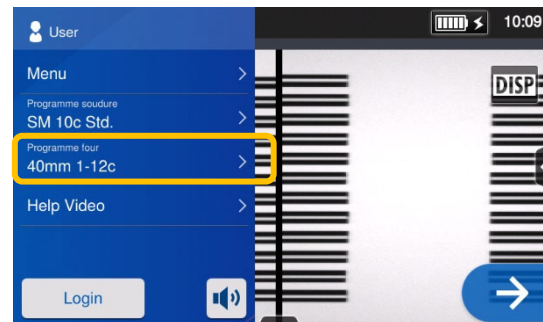 User
10:09
Menu
DISP
Programme soudure
SM 10c Std.
Programme four
40mm 1-12c
Help Video
Login